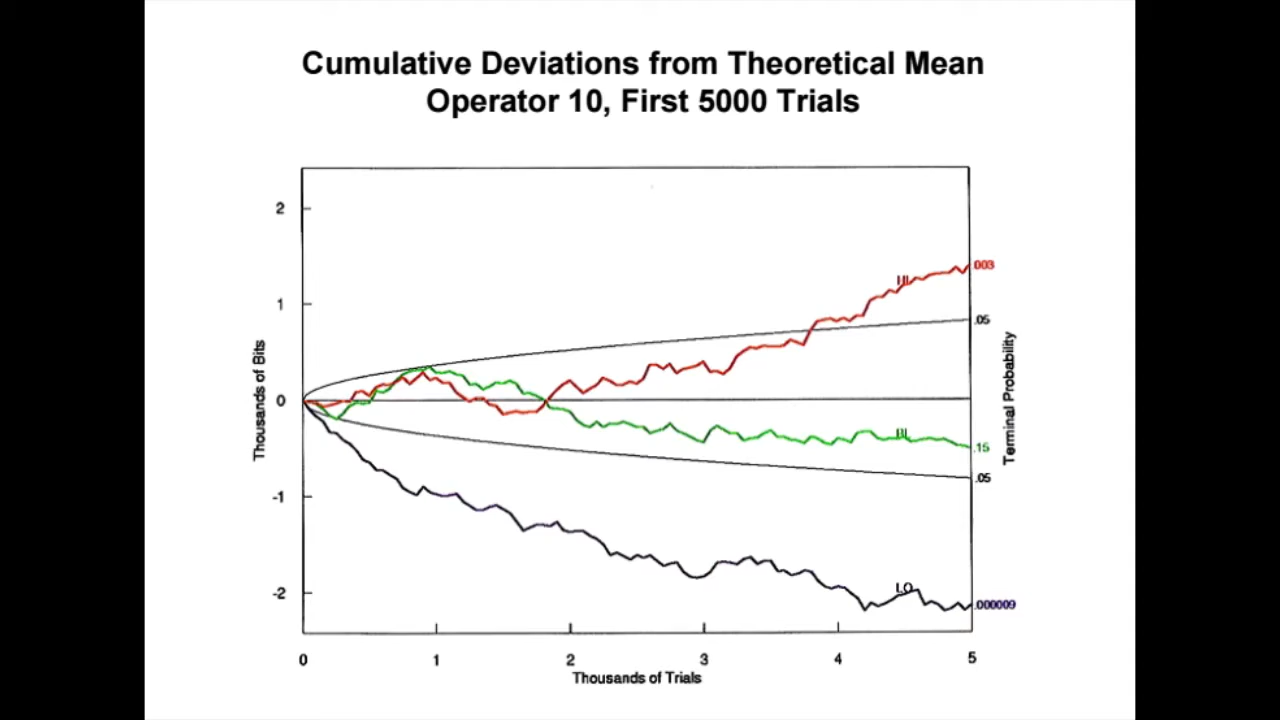 Cumulative Deviations from Theoretical Mean
Operator 10, First 5000 Trials
2
1
0
-1
-2
Thousands of Bits
HI
.003
.05
BL
.15
.05
LO
.000009
Terminal Probability
0 1 2 3 4 5
Thousands of Trials